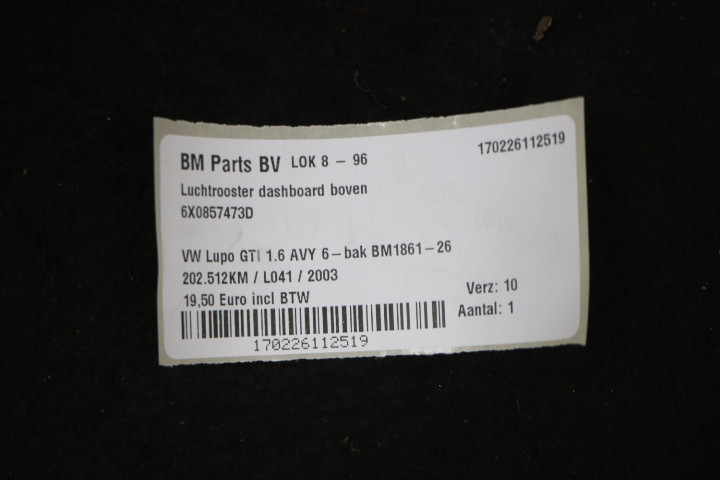 BM Parts BV LOK 8 - 96
170226112519
Luchtrooster dashboard boven
6X0857473D
VW Lupo GTI 1.6 AVY 6-bak BM1861-26
202.512KM / L041 / 2003
19,50 Euro incl BTW
Verz: 10
Aantal: 1
170226112519